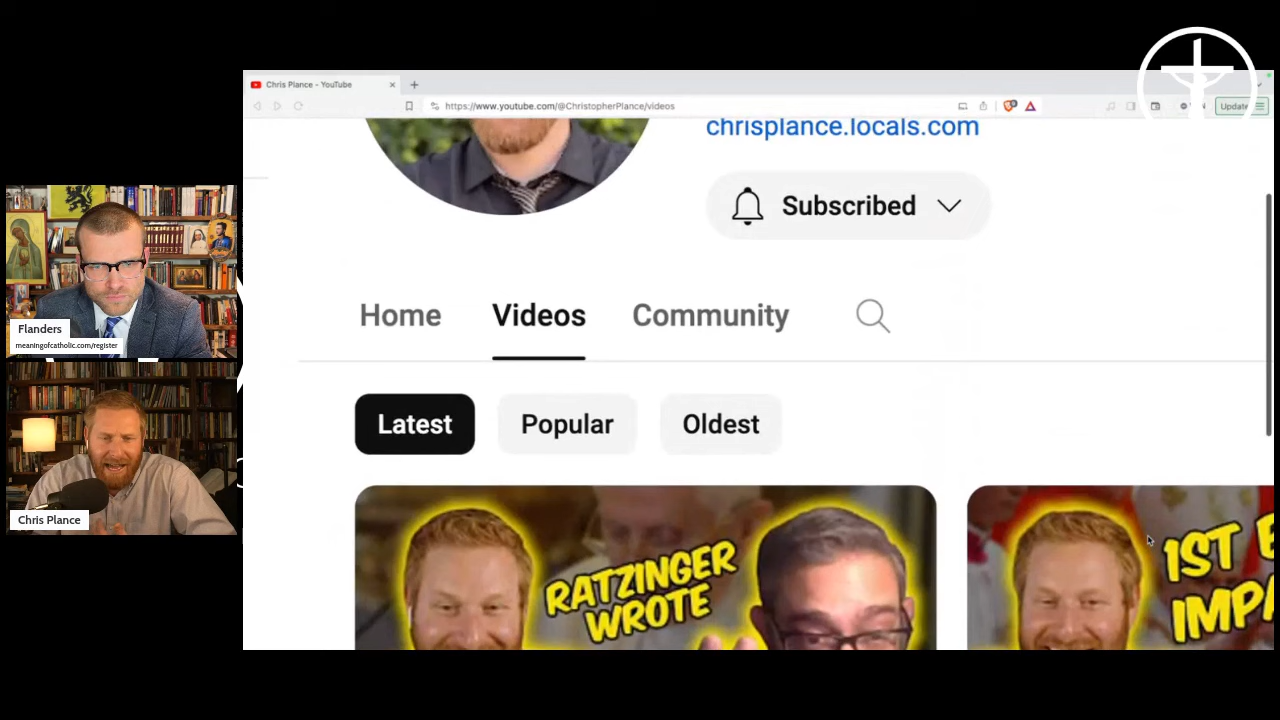 Chris Plance - YouTube
https://www.youtube.com/@ChristopherPlance/videos
Update
chrisplance.locals.com
Subscribed
Home Videos Community
Latest Popular Oldest
RATZINGER
WROTE
1ST
Flanders
meaningofcatholic.com/register
Chris Plance